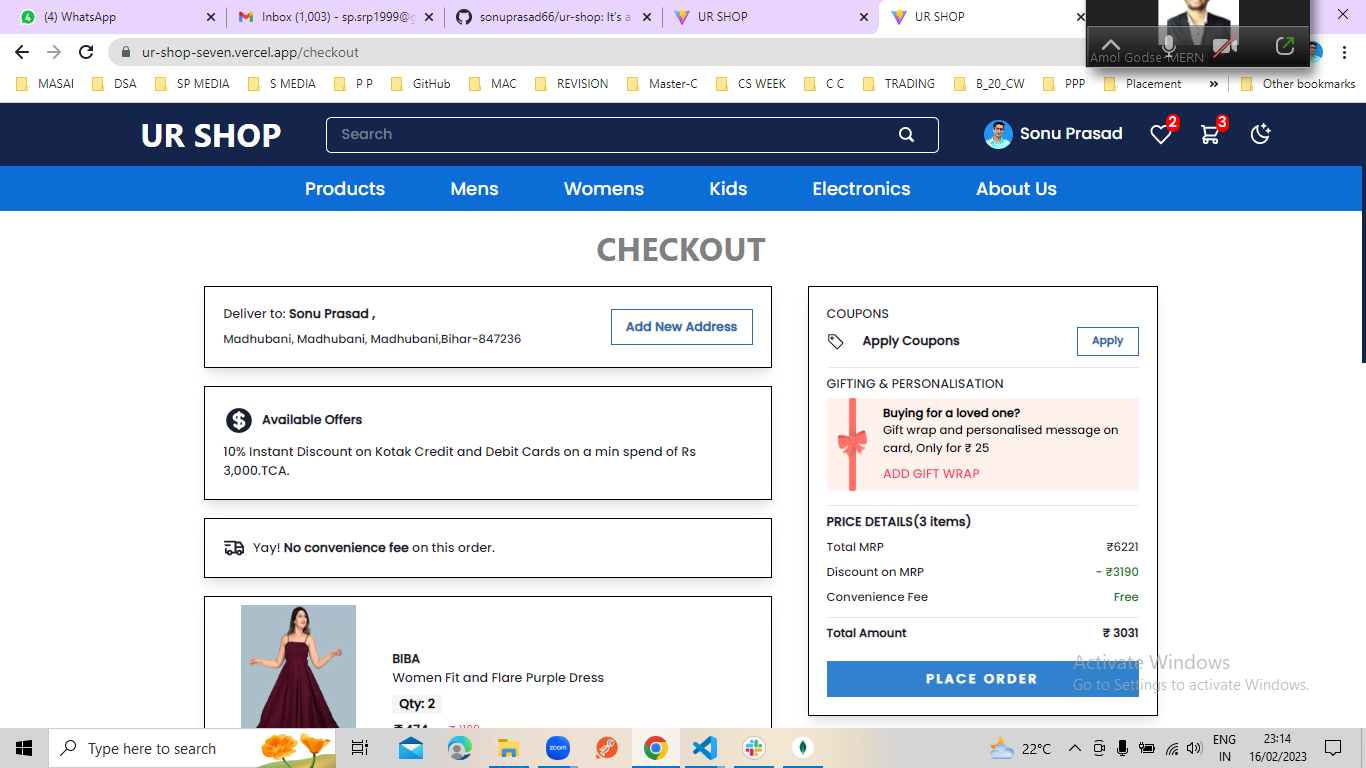 (4) WhatsApp
Inbox (1,003) - sp.srp1999@g
sonuprasad66/ur-shop: It's a
UR SHOP
UR SHOP
Amol Godse-MERN
ur-shop-seven.vercel.app/checkout
MASAI DSA SP MEDIA S MEDIA P P GitHub MAC REVISION Master-C CS WEEK C C TRADING B_20_CW PPP Placement » Other bookmarks
UR SHOP
Search
Sonu Prasad
2
3
Products Mens Womens Kids Electronics About Us
CHECKOUT
Deliver to: Sonu Prasad ,
Madhubani, Madhubani, Madhubani,Bihar-847236
Add New Address
Available Offers
10% Instant Discount on Kotak Credit and Debit Cards on a min spend of Rs
3,000.TCA.
Yay! No convenience fee on this order.
BIBA
Women Fit and Flare Purple Dress
Qty: 2
COUPONS
Apply Coupons
Apply
GIFTING & PERSONALISATION
Buying for a loved one?
Gift wrap and personalised message on
card, Only for ₹ 25
ADD GIFT WRAP
PRICE DETAILS(3 items)
Total MRP ₹6221
Discount on MRP - ₹3190
Convenience Fee Free
Total Amount ₹ 3031
PLACE ORDER
Activate Windows
Go to Settings to activate Windows.
Type here to search
zoom
22°C
ENG
IN
23:14
16/02/2023